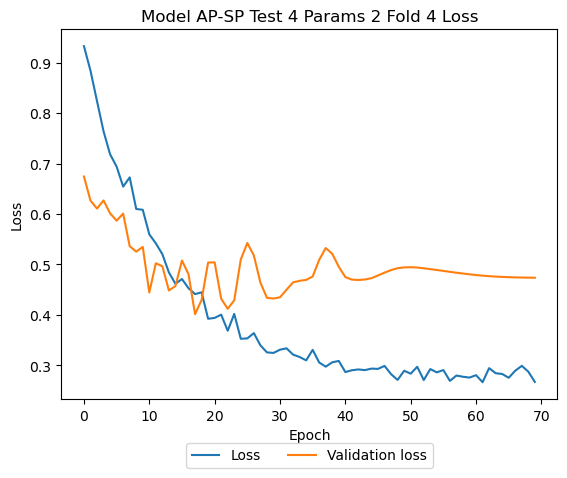 Model AP-SP Test 4 Params 2 Fold 4 Loss
Loss
0.9
0.8
0.7
0.6
0.5
0.4
0.3
0 10 20 30 40 50 60 70
Epoch
Loss Validation loss